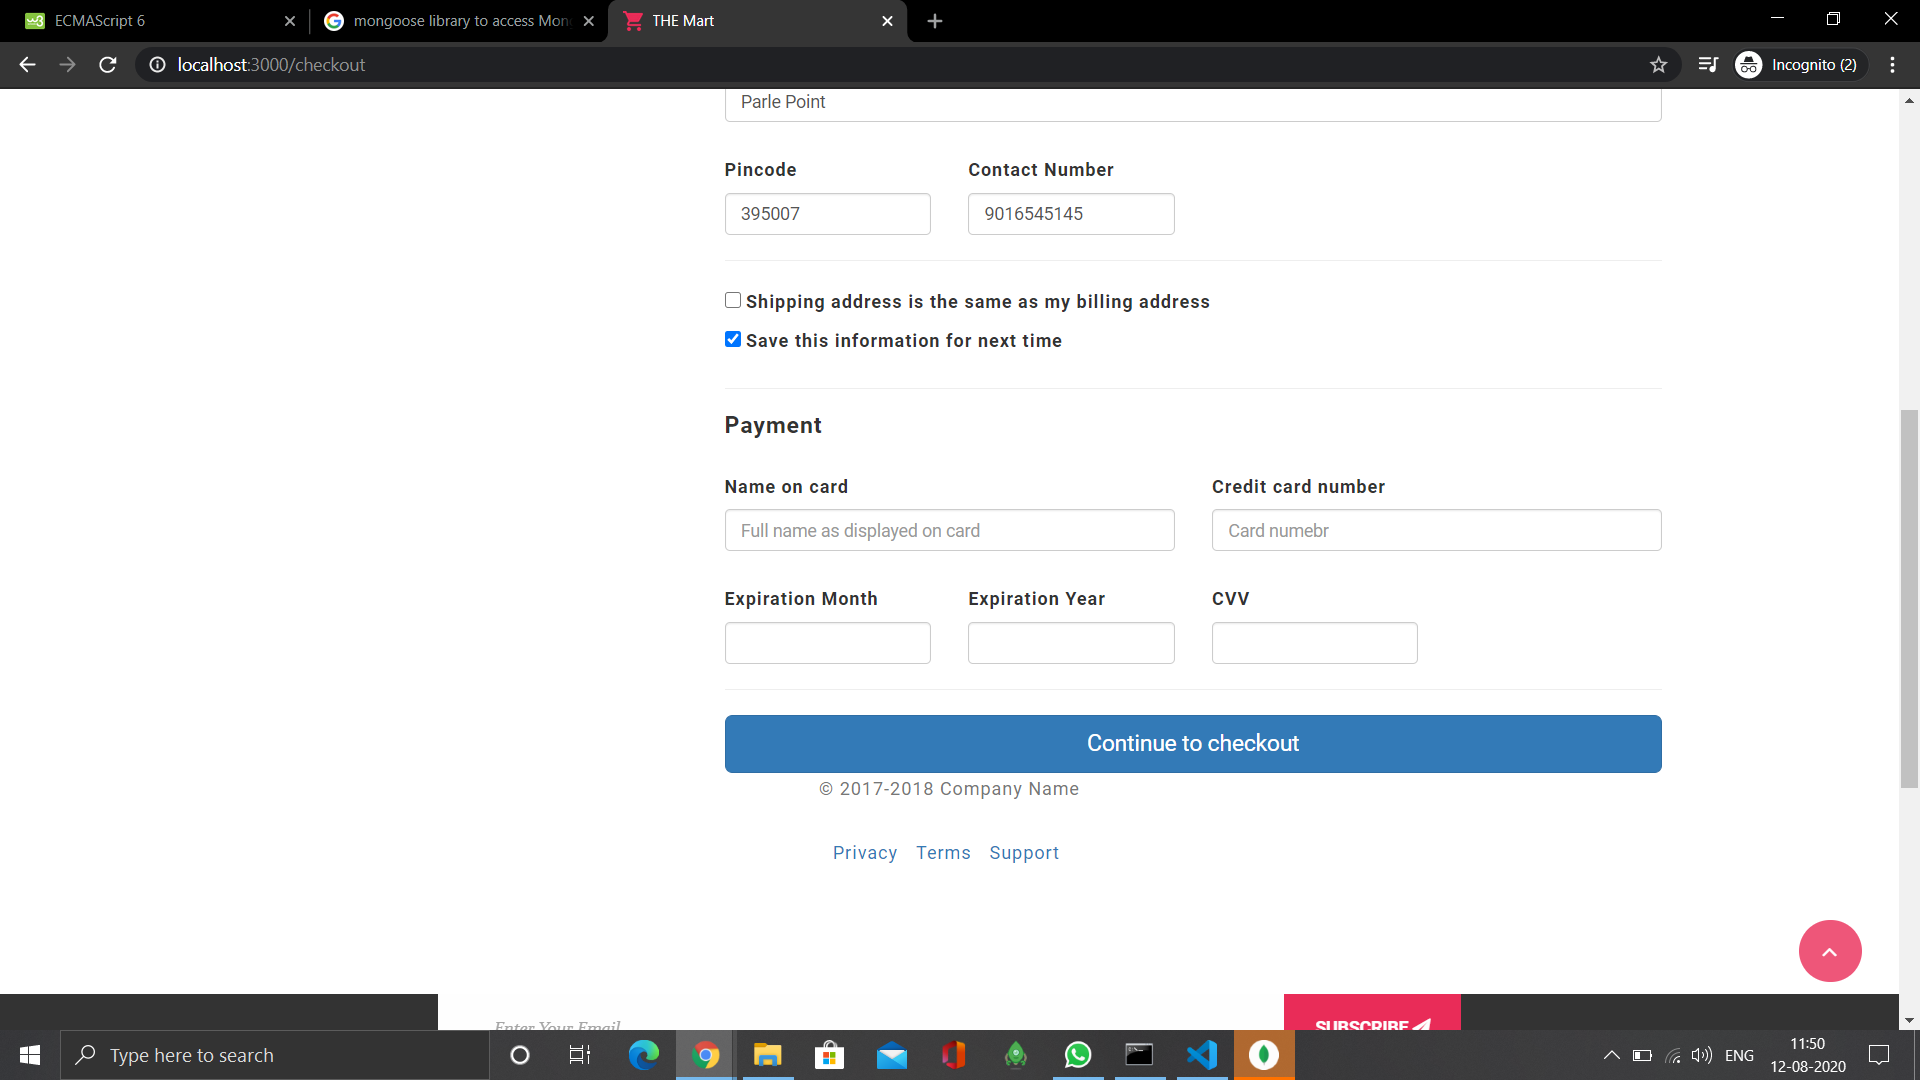 ECMAScript 6
mongoose library to access Mon
THE Mart
localhost:3000/checkout
Incognito (2)
Parle Point
Pincode
Contact Number
395007
9016545145
Shipping address is the same as my billing address
Save this information for next time
Payment
Name on card
Credit card number
Full name as displayed on card
Card numebr
Expiration Month
Expiration Year
CVV
Continue to checkout
© 2017-2018 Company Name
Privacy Terms Support
Enter Your Email
SUBSCRIBE
Type here to search
ENG
11:50
12-08-2020